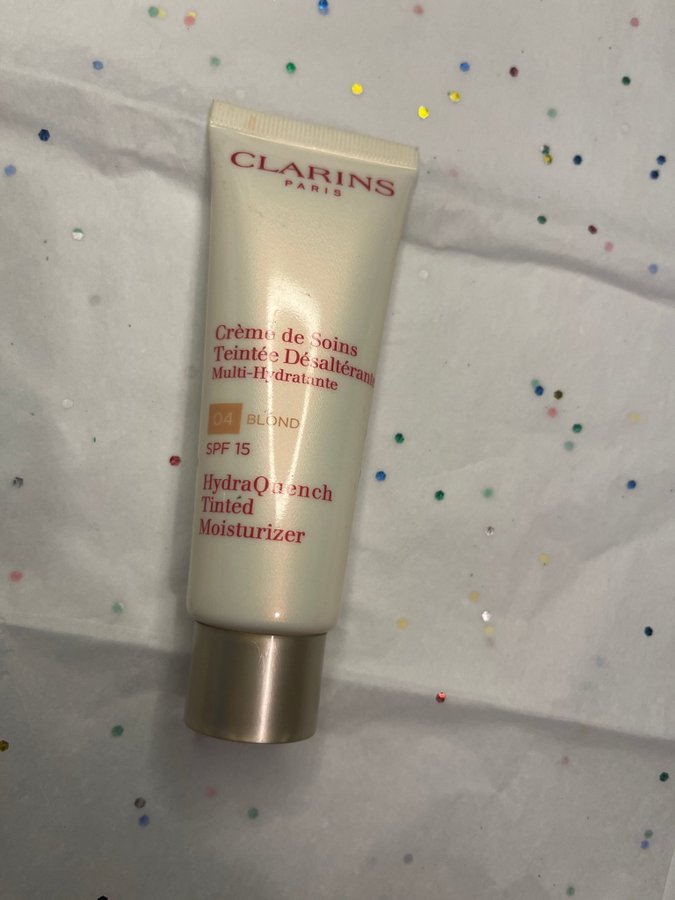 CLARINS
PARIS
Crème de Soins
Teintée Désaltérante
Multi-Hydratante
04 BLOND
SPF 15
HydraQuench
Tinted
Moisturizer